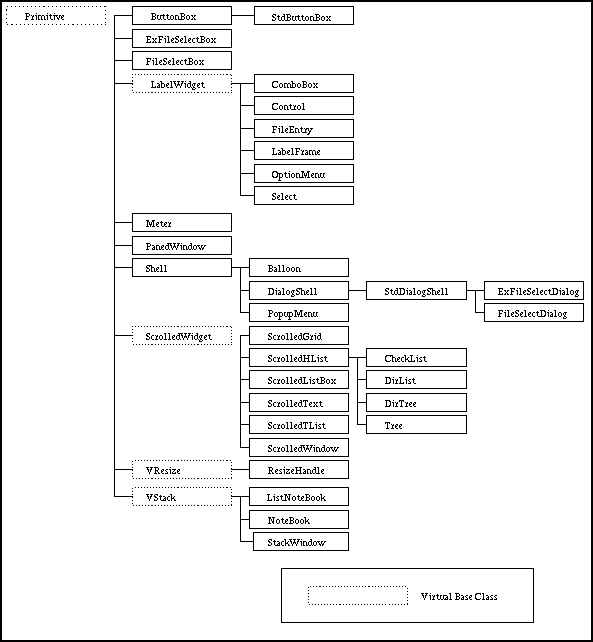 Primitive
ButtonBox
StdButtonBox
ExFileSelectBox
FileSelectBox
LabelWidget
ComboBox
Control
FileEntry
LabelFrame
OptionMenu
Select
Meter
PanedWindow
Shell
Balloon
DialogShell
StdDialogShell
ExFileSelectDialog
FileSelectDialog
PopupMenu
ScrolledWidget
ScrolledGrid
ScrolledHList
CheckList
ScrolledListBox
DirList
ScrolledText
DirTree
ScrolledTList
Tree
ScrolledWindow
VResize
ResizeHandle
VStack
ListNoteBook
NoteBook
StackWindow
Virtual Base Class